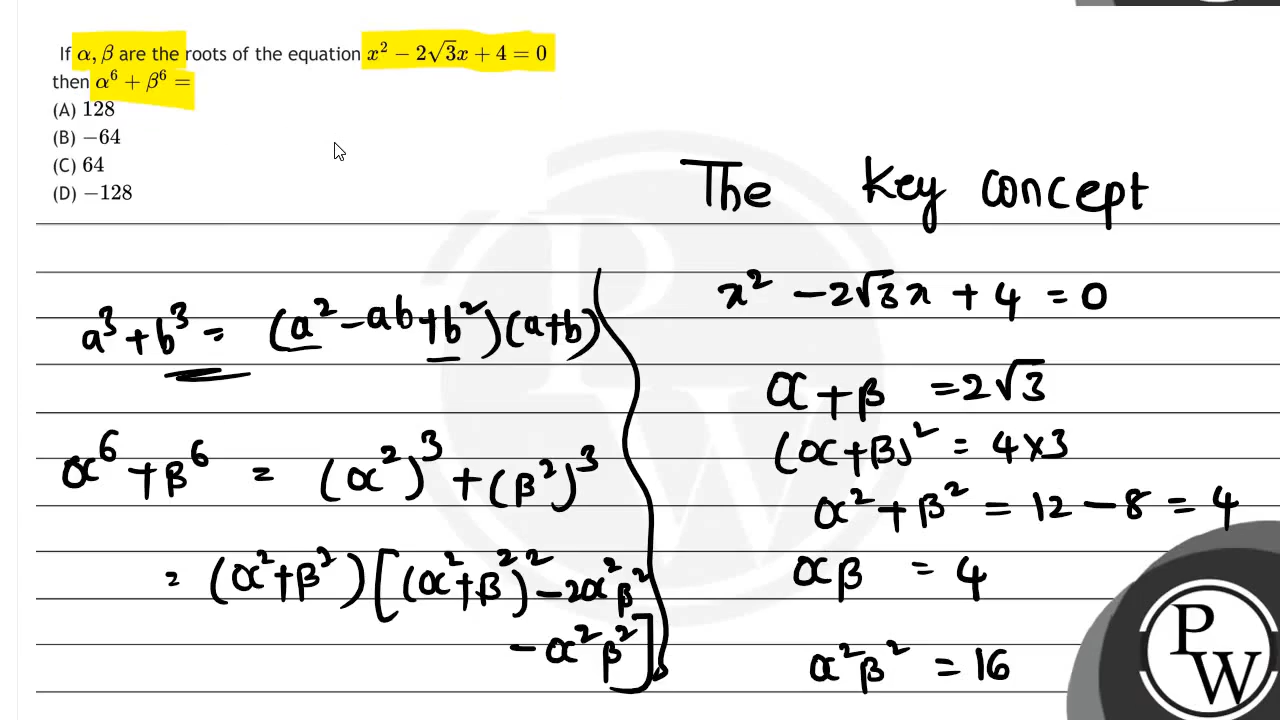 If α, β are the roots of the equation x² − 2√3x + 4 = 0
then α⁶ + β⁶ =
(A) 128
(B) −64
(C) 64
(D) −128
The Key concept
a³ + b³ = (a² − ab + b²)(a+b)
α⁶ + β⁶ = (α²)³ + (β²)³
= (α² + β²)[(α² + β²)² − 2α²β²
− α²β²]
x² − 2√3x + 4 = 0
α + β = 2√3
(α + β)² = 4×3
α² + β² = 12 − 8 = 4
αβ = 4
α²β² = 16
PW
PW